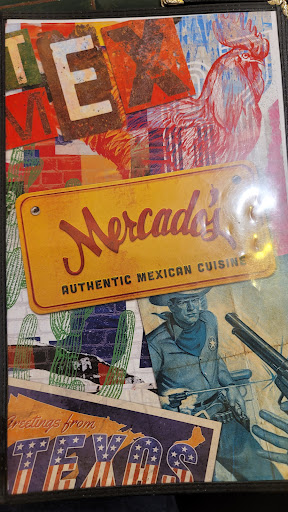 TEX
Mercado's
AUTHENTIC MEXICAN CUISINE
Greetings from
TEXAS